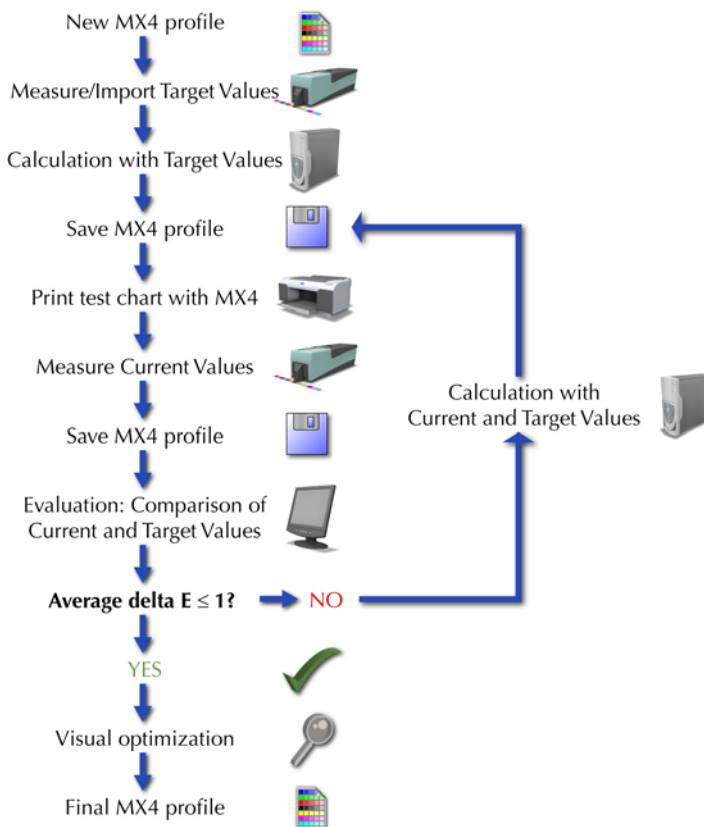 New MX4 profile
Measure/Import Target Values
Calculation with Target Values
Save MX4 profile
Print test chart with MX4
Measure Current Values
Save MX4 profile
Evaluation: Comparison of
Current and Target Values
Average delta E ≤ 1?
NO
Calculation with
Current and Target Values
YES
Visual optimization
Final MX4 profile